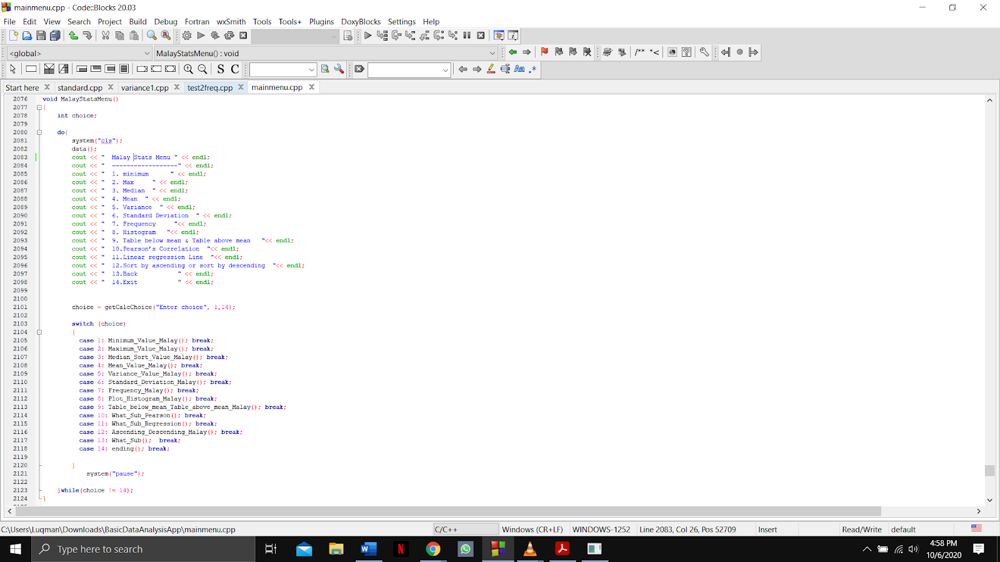 mainmenu.cpp - Code::Blocks 20.03
File Edit View Search Project Build Debug Fortran wxSmith Tools Tools+ Plugins DoxyBlocks Settings Help
<global> MalayStatsMenu() : void
/** *<
S C Aa .*
Start here standard.cpp variance1.cpp test2freq.cpp mainmenu.cpp
2076 void MalayStatsMenu()
2077 {
2078 int choice;
2079
2080 do{
2081 system("cls");
2082 data();
2083 cout << "  Malay Stats Menu " << endl;
2084 cout << "  ------------------" << endl;
2085 cout << "  1. minimum      " << endl;
2086 cout << "  2. Max     " << endl;
2087 cout << "  3. Median  " << endl;
2088 cout << "  4. Mean  " << endl;
2089 cout << "  5. Variance  " << endl;
2090 cout << "  6. Standard Deviation  " << endl;
2091 cout << "  7. Frequency     "<< endl;
2092 cout << "  8. Histogram   "<< endl;
2093 cout << "  9. Table below mean & Table above mean   "<< endl;
2094 cout << "  10.Pearson's Correlation  "<< endl;
2095 cout << "  11.Linear regression Line  "<< endl;
2096 cout << "  12.Sort by ascending or sort by descending  "<< endl;
2097 cout << "  13.Back           " << endl;
2098 cout << "  14.Exit           " << endl;
2099
2100
2101 choice = getCalcChoice("Enter choice", 1,14);
2102
2103 switch (choice)
2104 {
2105 case 1: Minimum_Value_Malay(); break;
2106 case 2: Maximum_Value_Malay(); break;
2107 case 3: Median_Sort_Value_Malay(); break;
2108 case 4: Mean_Value_Malay(); break;
2109 case 5: Variance_Value_Malay(); break;
2110 case 6: Standard_Deviation_Malay(); break;
2111 case 7: Frequency_Malay(); break;
2112 case 8: Plot_Histogram_Malay(); break;
2113 case 9: Table_below_mean_Table_above_mean_Malay(); break;
2114 case 10: What_Sub_Pearson(); break;
2115 case 11: What_Sub_Regression(); break;
2116 case 12: Ascending_Descending_Malay(); break;
2117 case 13: What_Sub();  break;
2118 case 14: ending(); break;
2119
2120 }
2121 system("pause");
2122
2123 }while(choice != 14);
2124 }
C:\Users\Luqman\Downloads\BasicDataAnalysisApp\mainmenu.cpp C/C++ Windows (CR+LF) WINDOWS-1252 Line 2083, Col 26, Pos 52709 Insert Read/Write default
Type here to search
4:58 PM
10/6/2020